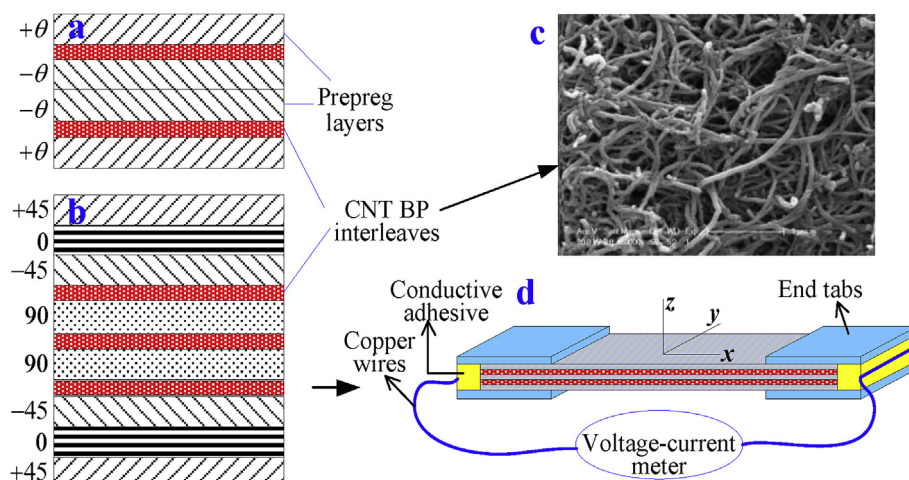 a
+θ
−θ
−θ
+θ
Prepreg
layers
b
+45
0
−45
90
90
−45
0
+45
CNT BP
interleaves
c
d
Conductive
adhesive
Copper
wires
z
y
x
End tabs
Voltage-current
meter